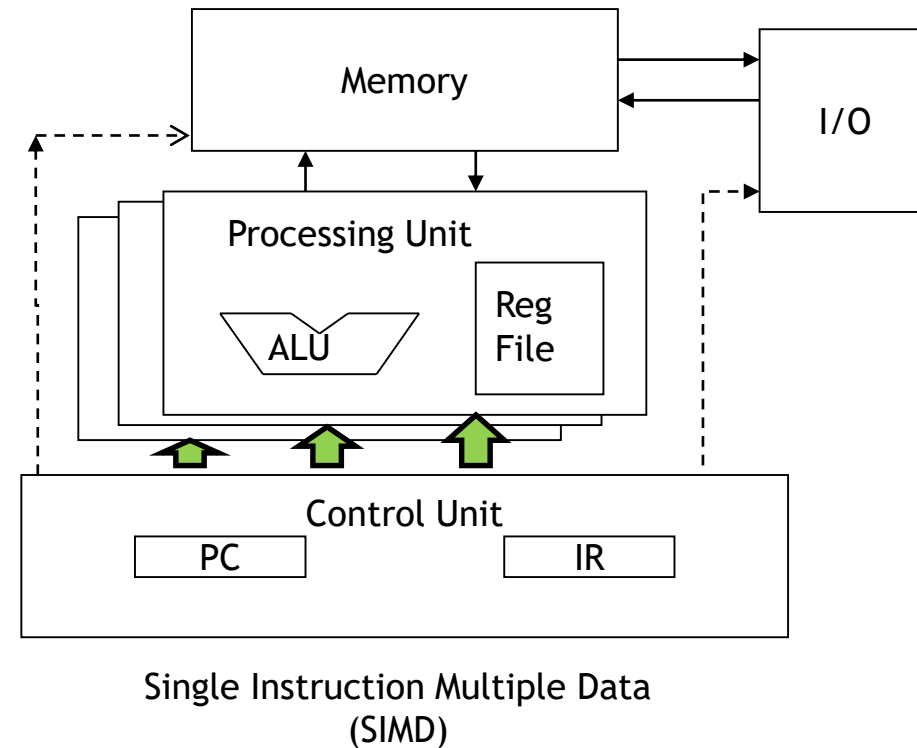 Memory
I/O
Processing Unit
ALU
Reg
File
Control Unit
PC
IR
Single Instruction Multiple Data
(SIMD)